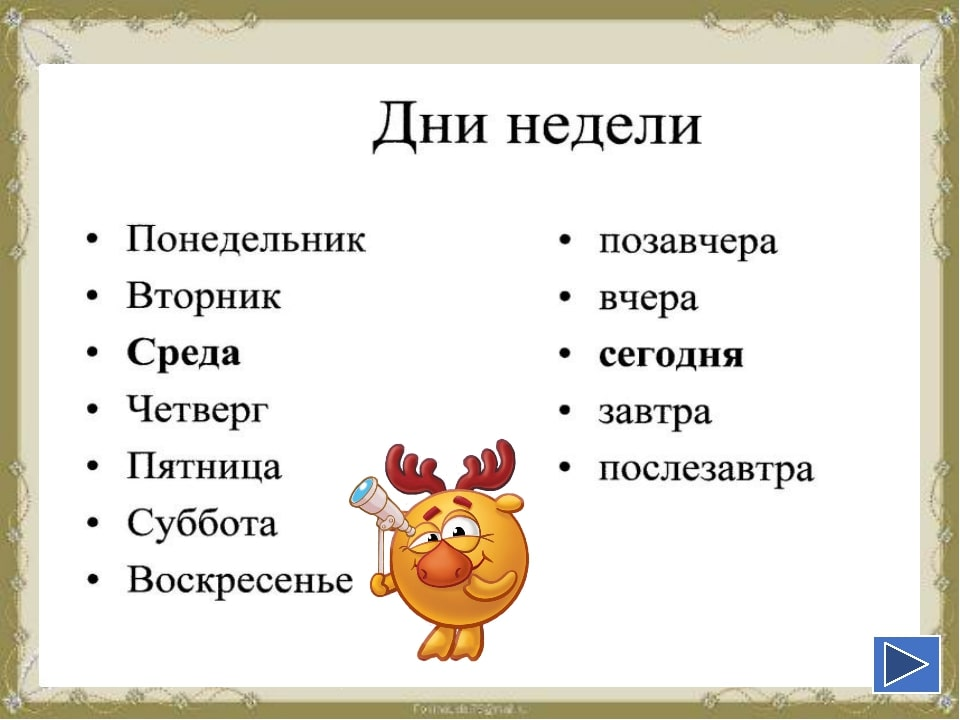 Дни недели
• Понедельник
• Вторник
• Среда
• Четверг
• Пятница
• Суббота
• Воскресенье
• позавчера
• вчера
• сегодня
• завтра
• послезавтра